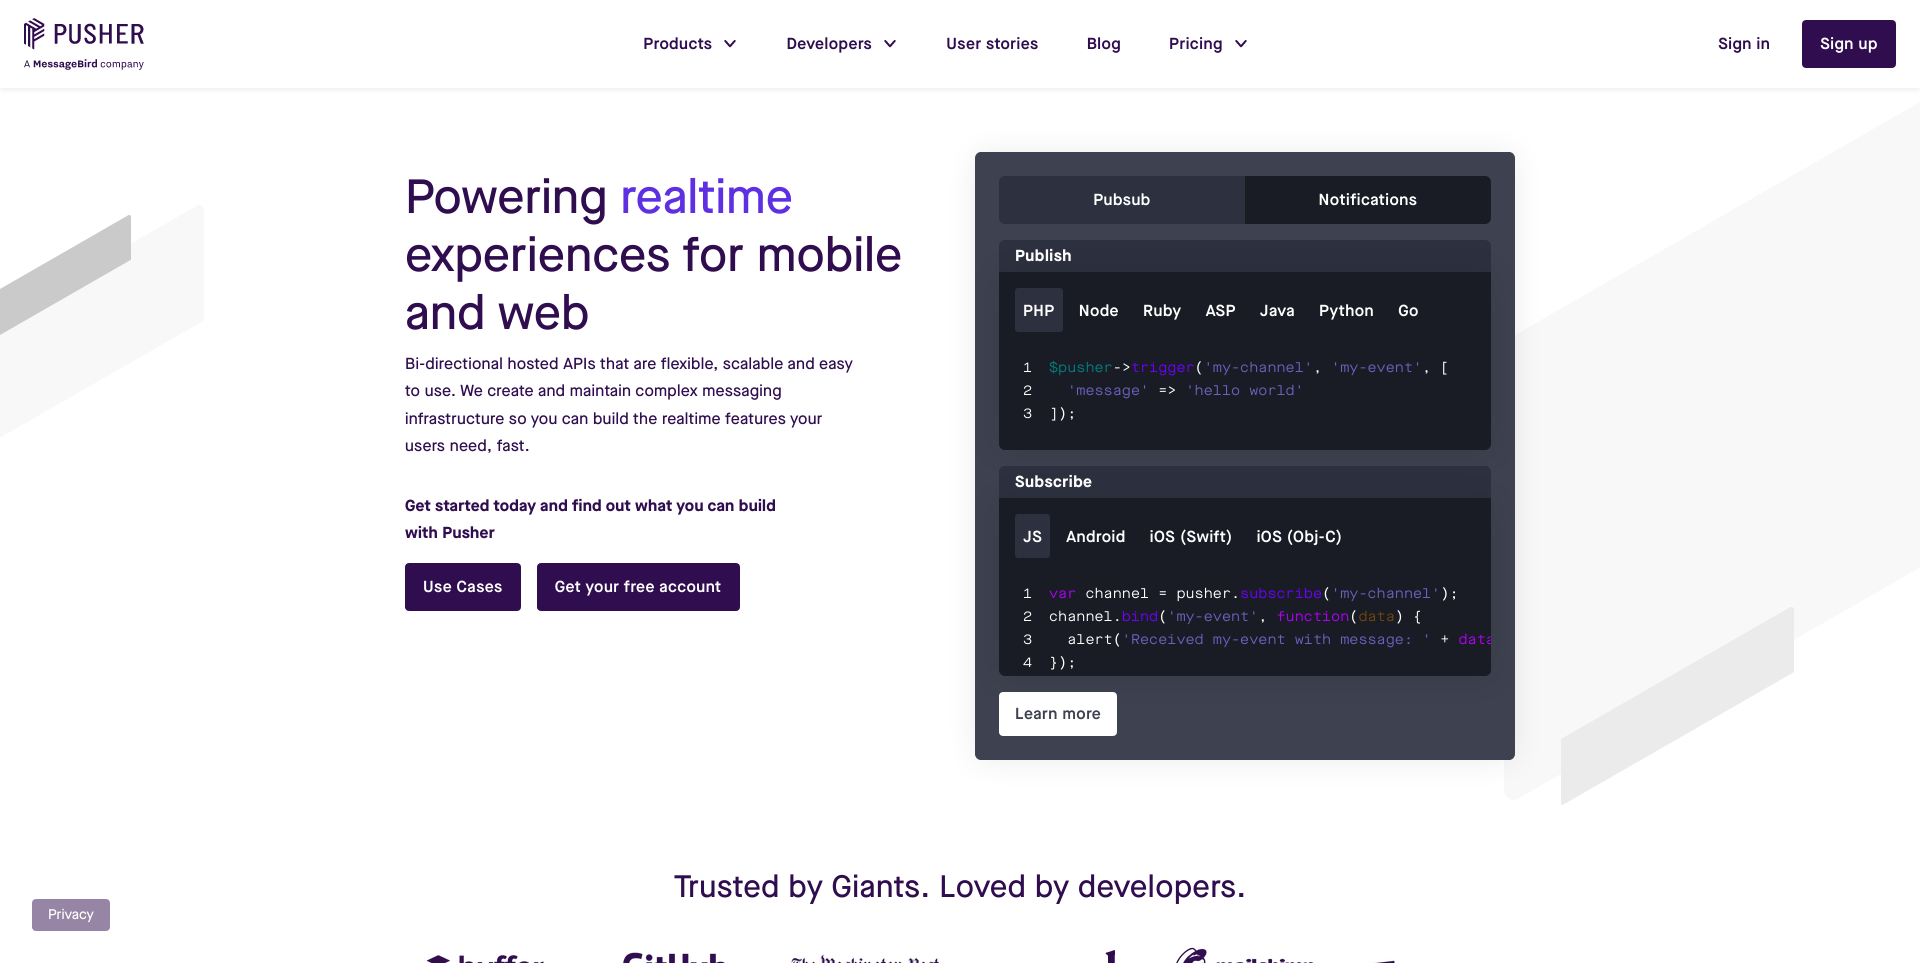 PUSHER
A MessageBird company
Products
Developers
User stories
Blog
Pricing
Sign in
Sign up
Powering realtime
experiences for mobile
and web
Bi-directional hosted APIs that are flexible, scalable and easy
to use. We create and maintain complex messaging
infrastructure so you can build the realtime features your
users need, fast.
Get started today and find out what you can build
with Pusher
Use Cases
Get your free account
Pubsub
Notifications
Publish
PHP Node Ruby ASP Java Python Go
1 $pusher->trigger('my-channel', 'my-event', [
2 'message' => 'hello world'
3 ]);
Subscribe
JS Android iOS (Swift) iOS (Obj-C)
1 var channel = pusher.subscribe('my-channel');
2 channel.bind('my-event', function(data) {
3 alert('Received my-event with message: ' + data
4 });
Learn more
Trusted by Giants. Loved by developers.
Privacy
buffer
GitHub
The Washington Post
mailchimp